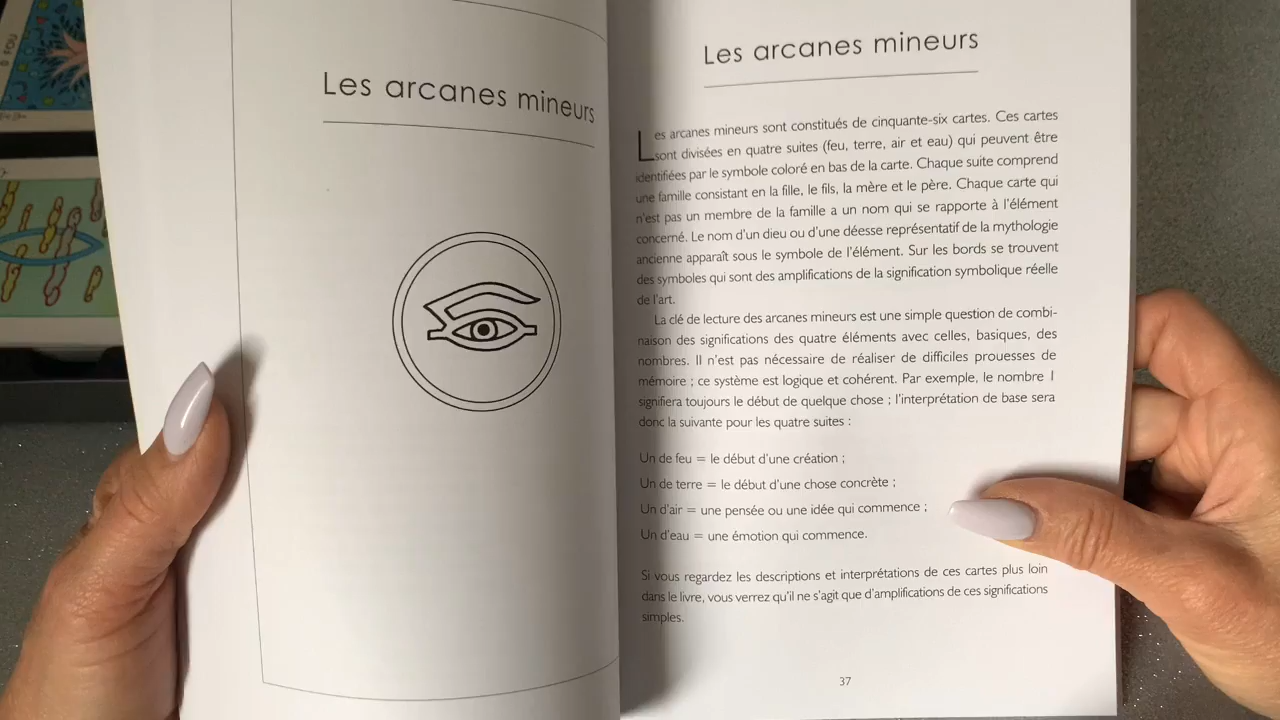 Les arcanes mineurs
Les arcanes mineurs
Les arcanes mineurs sont constitués de cinquante-six cartes. Ces cartes
sont divisées en quatre suites (feu, terre, air et eau) qui peuvent être
identifiées par le symbole coloré en bas de la carte. Chaque suite comprend
une famille consistant en la fille, le fils, la mère et le père. Chaque carte qui
n'est pas un membre de la famille a un nom qui se rapporte à l'élément
concerné. Le nom d'un dieu ou d'une déesse représentatif de la mythologie
ancienne apparaît sous le symbole de l'élément. Sur les bords se trouvent
des symboles qui sont des amplifications de la signification symbolique réelle
de l'art.
La clé de lecture des arcanes mineurs est une simple question de combi-
naison des significations des quatre éléments avec celles, basiques, des
nombres. Il n'est pas nécessaire de réaliser de difficiles prouesses de
mémoire ; ce système est logique et cohérent. Par exemple, le nombre 1
signifiera toujours le début de quelque chose ; l'interprétation de base sera
donc la suivante pour les quatre suites :
Un de feu = le début d'une création ;
Un de terre = le début d'une chose concrète ;
Un d'air = une pensée ou une idée qui commence ;
Un d'eau = une émotion qui commence.
Si vous regardez les descriptions et interprétations de ces cartes plus loin
dans le livre, vous verrez qu'il ne s'agit que d'amplifications de ces significations
simples.
37